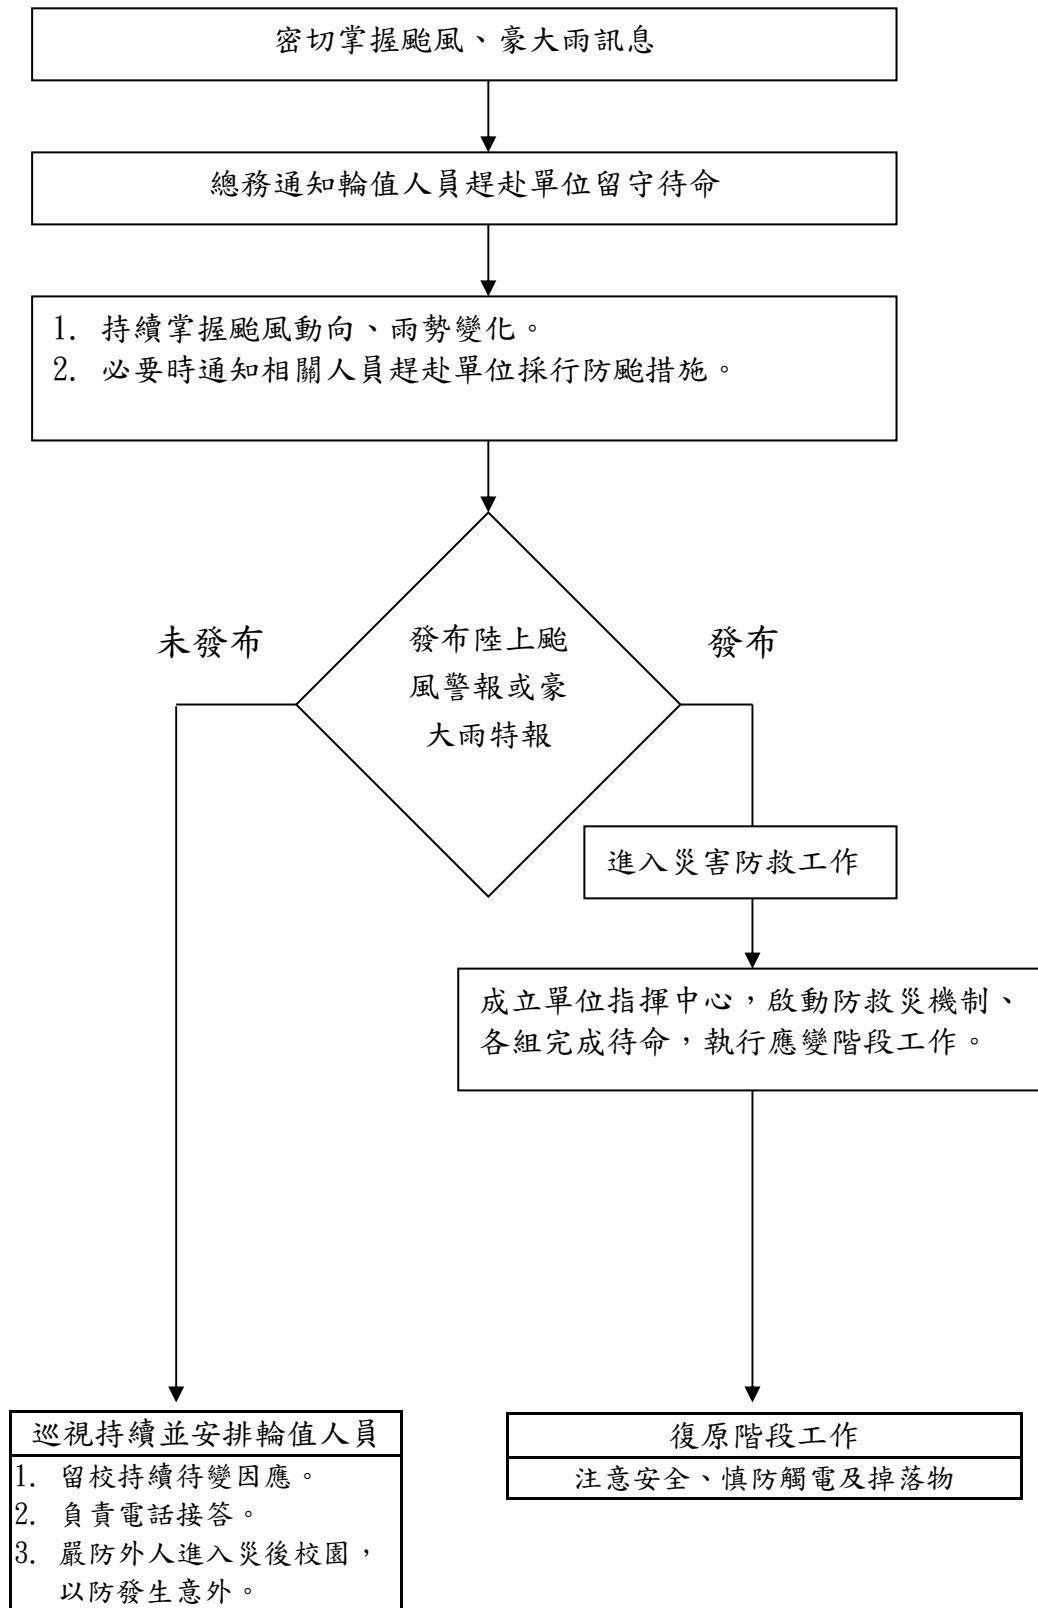 密切掌握颱風、豪大雨訊息
總務通知輪值人員趕赴單位留守待命
1. 持續掌握颱風動向、雨勢變化。
2. 必要時通知相關人員趕赴單位採行防颱措施。
未發布
發布陸上颱
風警報或豪
大雨特報
發布
進入災害防救工作
成立單位指揮中心，啟動防救災機制、
各組完成待命，執行應變階段工作。
巡視持續並安排輪值人員
1. 留校持續待變因應。
2. 負責電話接答。
3. 嚴防外人進入災後校園，
以防發生意外。
復原階段工作
注意安全、慎防觸電及掉落物